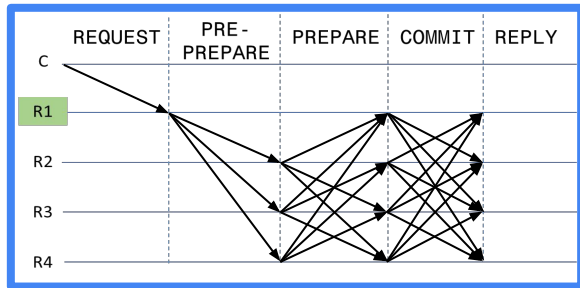 REQUEST
PRE-
PREPARE
PREPARE
COMMIT
REPLY
C
R1
R2
R3
R4